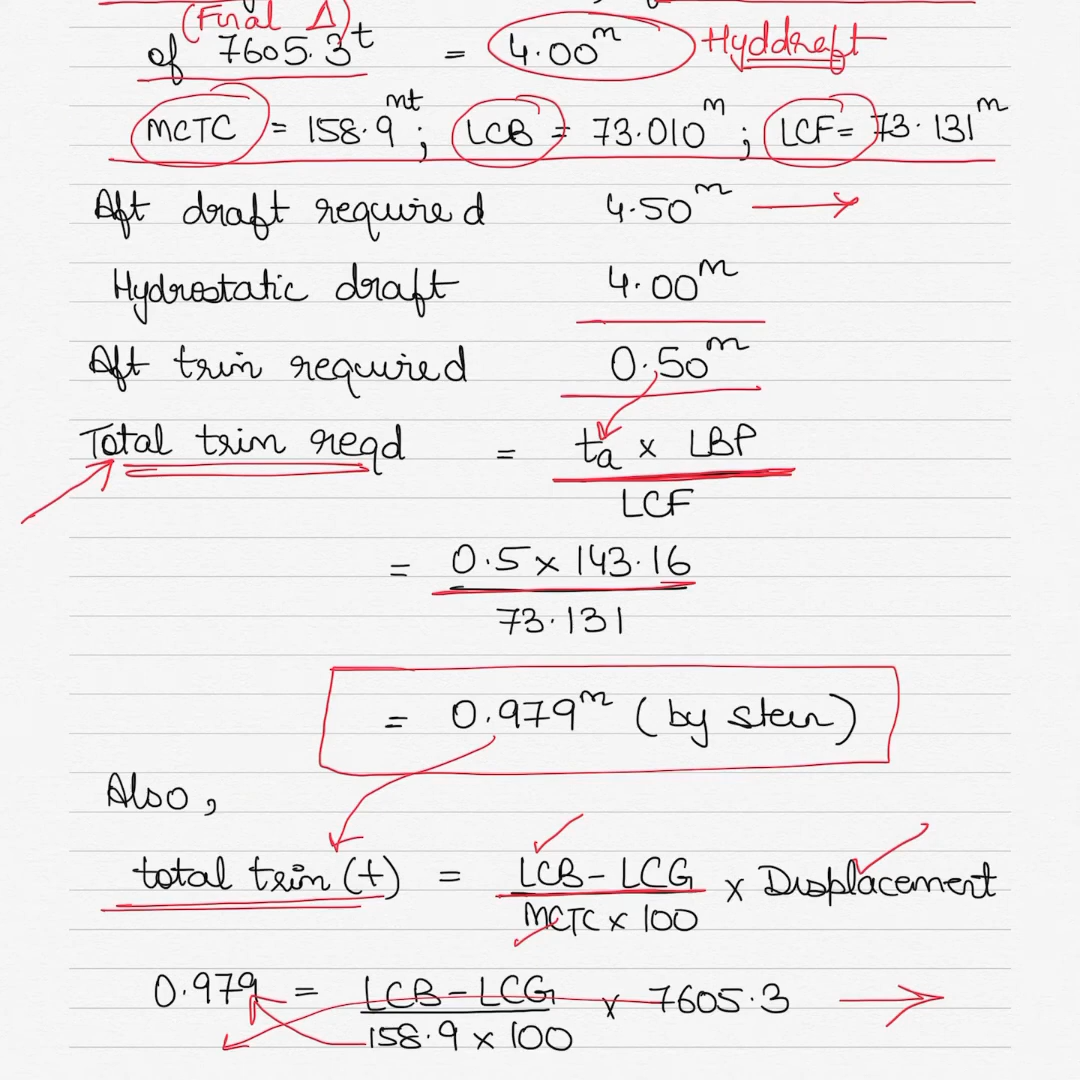 (Final Δ)
of 7605.3t = 4.00m Hyddraft
MCTC = 158.9mt ; LCB = 73.010m ; LCF= 73.131m
Aft draft required 4.50m →
Hydrostatic draft 4.00m
Aft trim required 0.50m
Total trim reqd = ta x LBP
LCF
= 0.5 x 143.16
73.131
= 0.979m (by stern)
Also,
total trim (t) = LCB - LCG x Displacement
MCTC x 100
0.979 = LCB - LCG x 7605.3 →
158.9 x 100